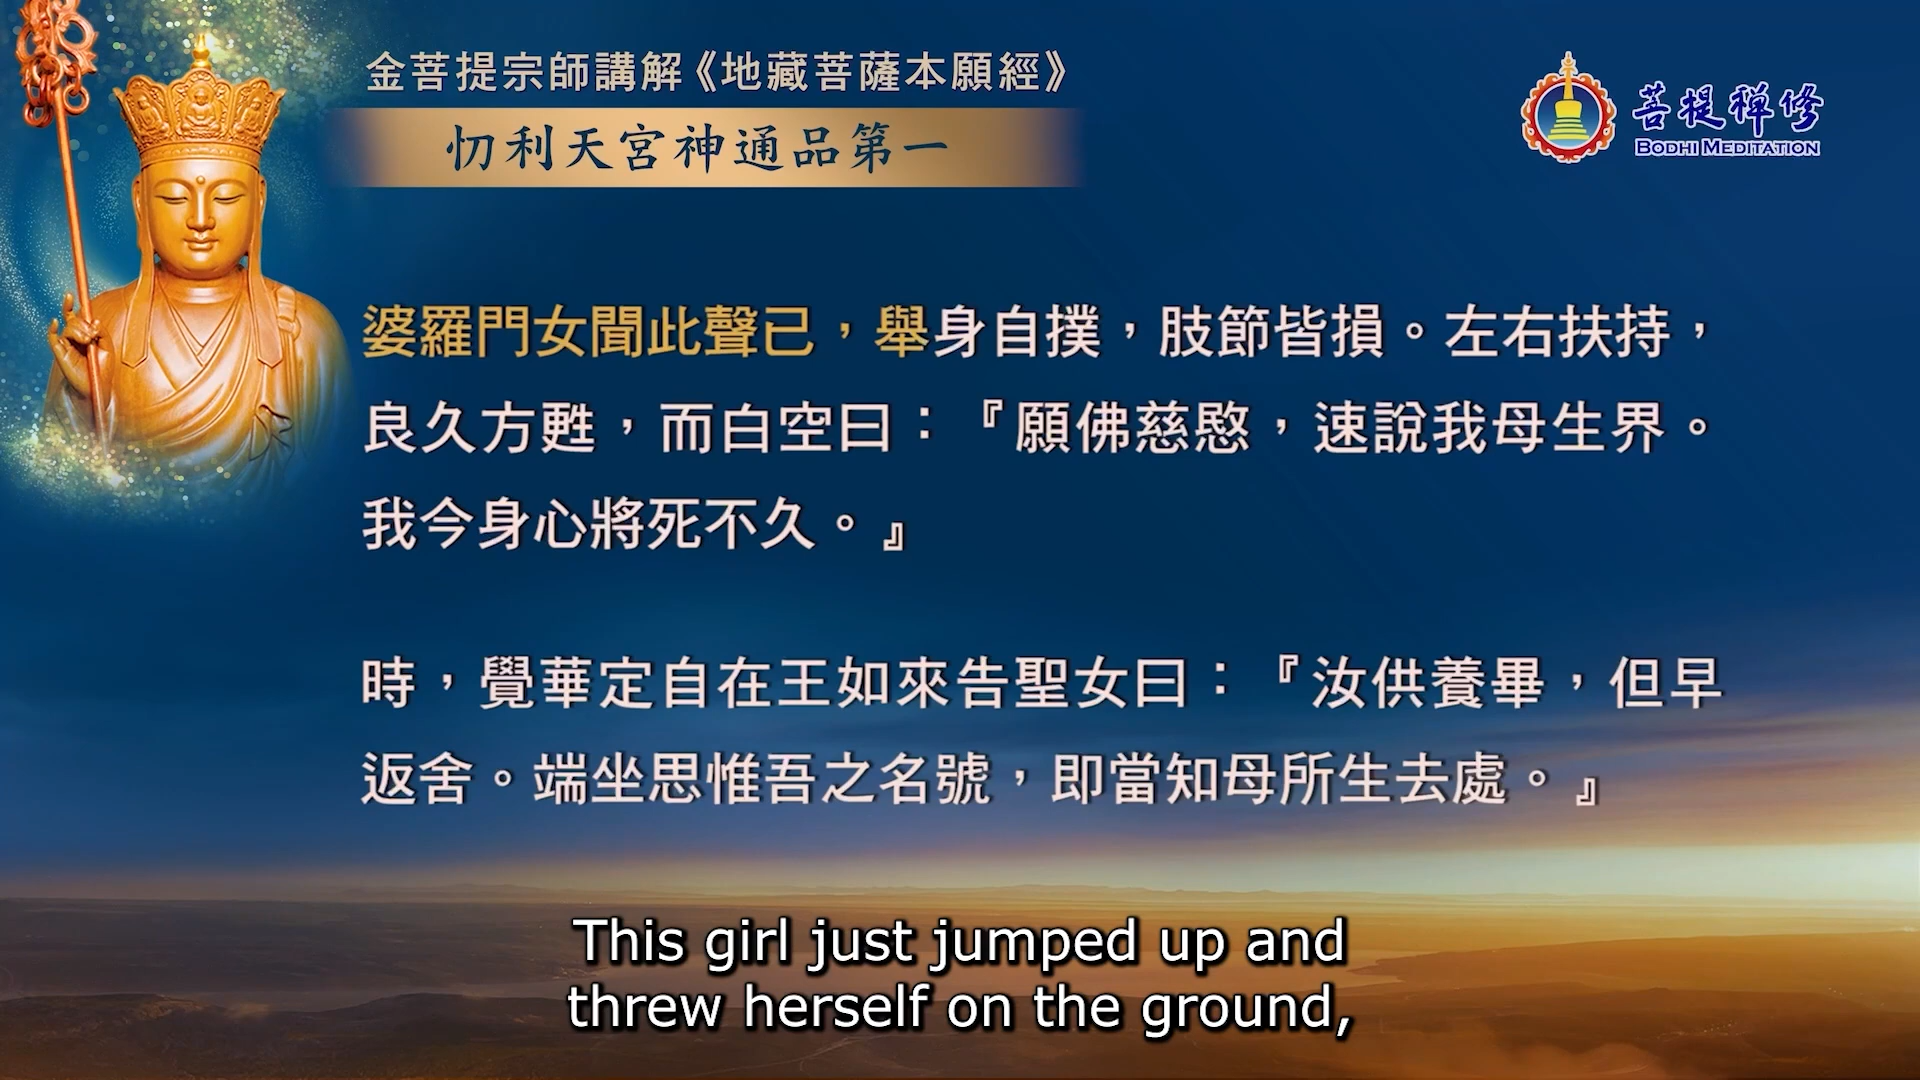 金菩提宗師講解《地藏菩薩本願經》
忉利天宮神通品第一
菩提禪修
BODHI MEDITATION
婆羅門女聞此聲已，舉身自撲，肢節皆損。左右扶持，
良久方甦，而白空曰：『願佛慈愍，速說我母生界。
我今身心將死不久。』
時，覺華定自在王如來告聖女曰：『汝供養畢，但早
返舍。端坐思惟吾之名號，即當知母所生去處。』
This girl just jumped up and
threw herself on the ground,